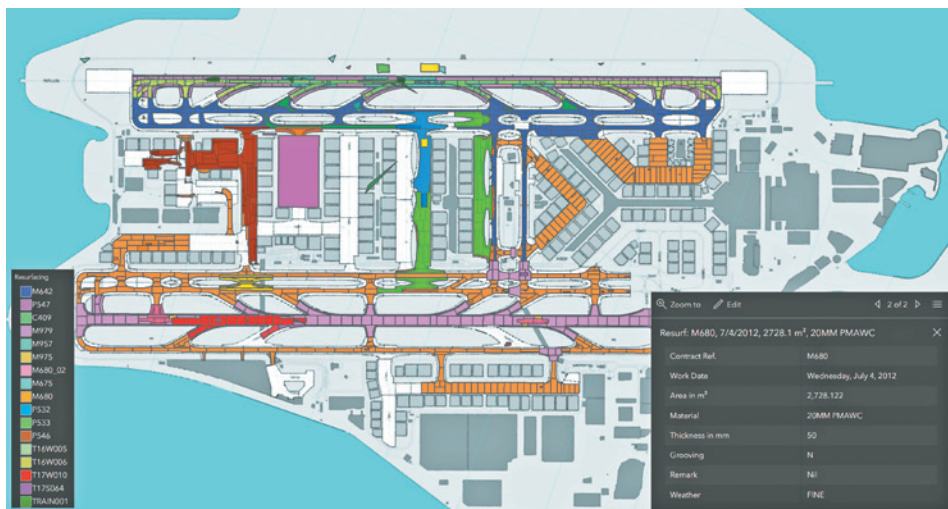 Resurfacing
M642
P547
C409
M979
M957
M975
M680_02
M675
M680
P532
P533
P546
T16W005
T16W006
T17W010
T17S064
TRAIN001
Zoom to Edit 2 of 2
Resurf: M680, 7/4/2012, 2728.1 m², 20MM PMAWC
Contract Ref. M680
Work Date Wednesday, July 4, 2012
Area in m² 2,728.122
Material 20MM PMAWC
Thickness in mm 50
Grooving N
Remark Nil
Weather FINE